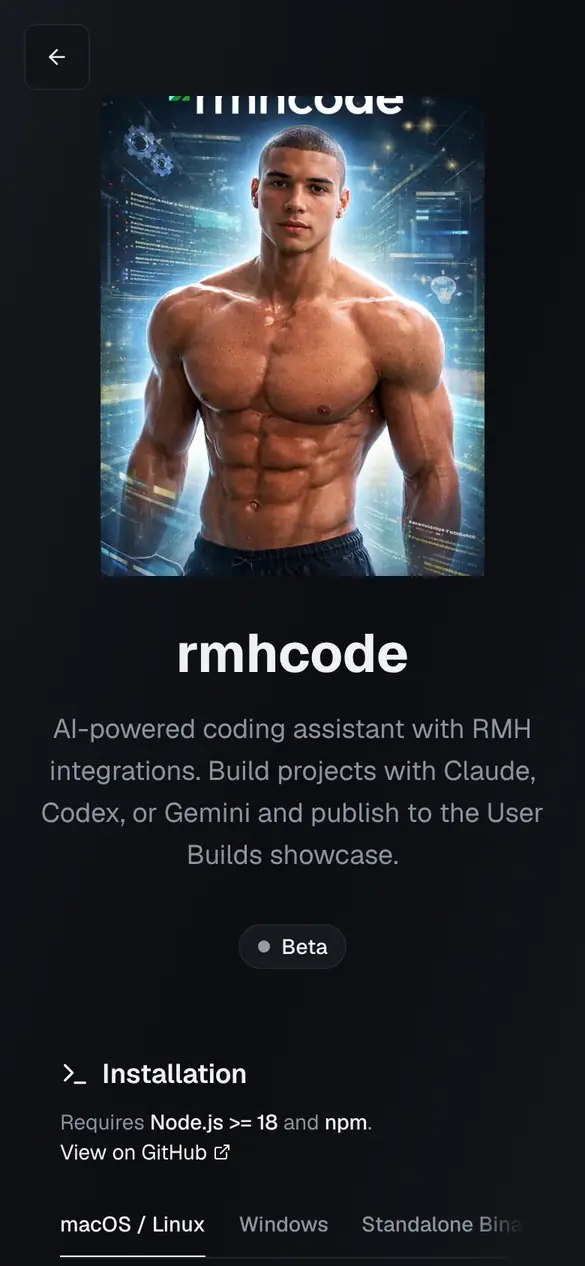 rmhcode
rmhcode
AI-powered coding assistant with RMH
integrations. Build projects with Claude,
Codex, or Gemini and publish to the User
Builds showcase.
Beta
Installation
Requires Node.js >= 18 and npm.
View on GitHub
macOS / Linux Windows Standalone Bina